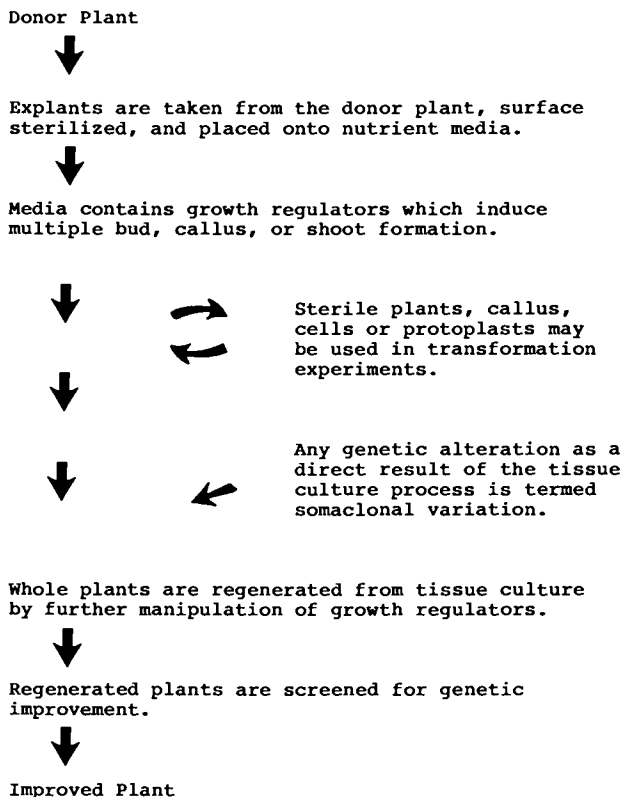 Donor Plant
Explants are taken from the donor plant, surface
sterilized, and placed onto nutrient media.
Media contains growth regulators which induce
multiple bud, callus, or shoot formation.
Sterile plants, callus,
cells or protoplasts may
be used in transformation
experiments.
Any genetic alteration as a
direct result of the tissue
culture process is termed
somaclonal variation.
Whole plants are regenerated from tissue culture
by further manipulation of growth regulators.
Regenerated plants are screened for genetic
improvement.
Improved Plant